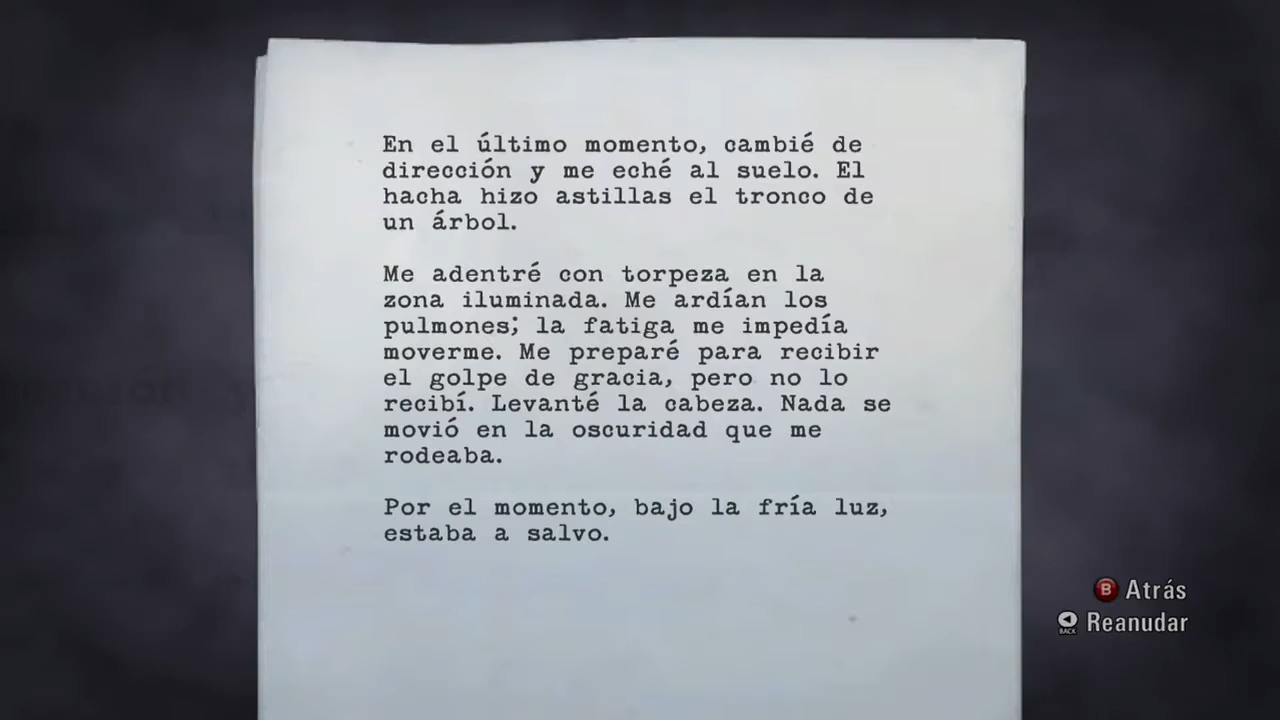 En el último momento, cambié de
dirección y me eché al suelo. El
hacha hizo astillas el tronco de
un árbol.
Me adentré con torpeza en la
zona iluminada. Me ardían los
pulmones; la fatiga me impedía
moverme. Me preparé para recibir
el golpe de gracia, pero no lo
recibí. Levanté la cabeza. Nada se
movió en la oscuridad que me
rodeaba.
Por el momento, bajo la fría luz,
estaba a salvo.
B Atrás
BACK Reanudar